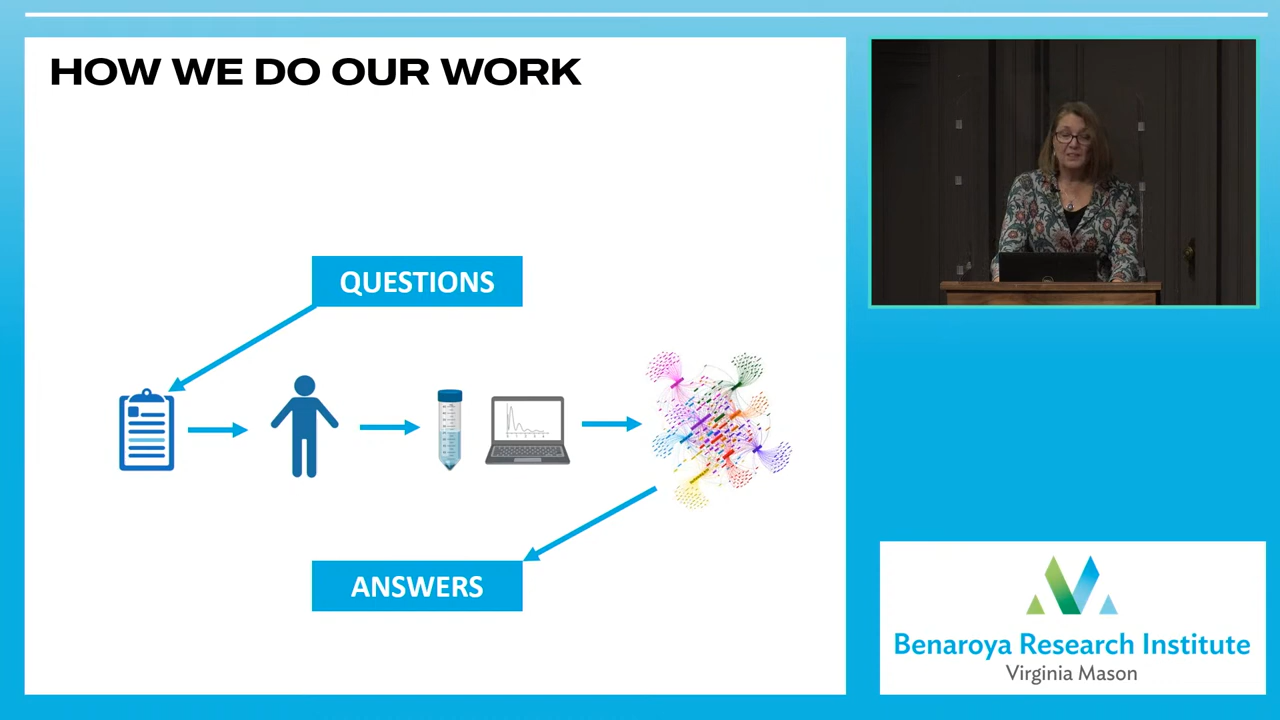 HOW WE DO OUR WORK
QUESTIONS
ANSWERS
Benaroya Research Institute
Virginia Mason